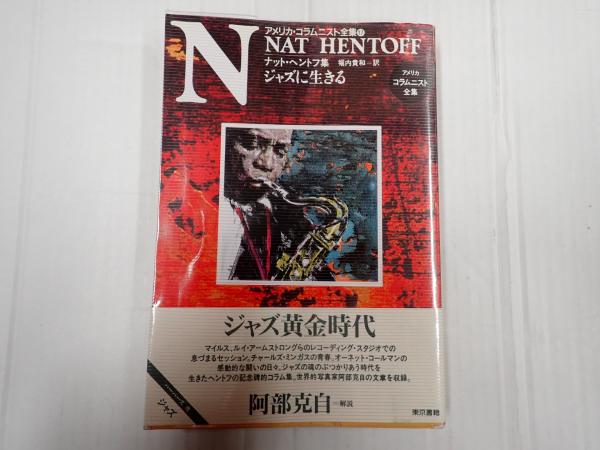 N
アメリカ・コラムニスト全集17
NAT HENTOFF
ナット・ヘントフ集 堀内貴和=訳
ジャズに生きる
アメリカ
コラムニスト
全集
ジャズ黄金時代
マイルス、ルイ・アームストロングらのレコーディング・スタジオでの
息づまるセッション。チャールズ・ミンガスの青春。オーネット・コールマンの
感動的な闘いの日々。ジャズの魂のぶつかりあう時代を
生きたヘントフの記念碑的コラム集。世界的写真家阿部克自の文章を収録。
阿部克自=解説
ジャズ
東京書籍